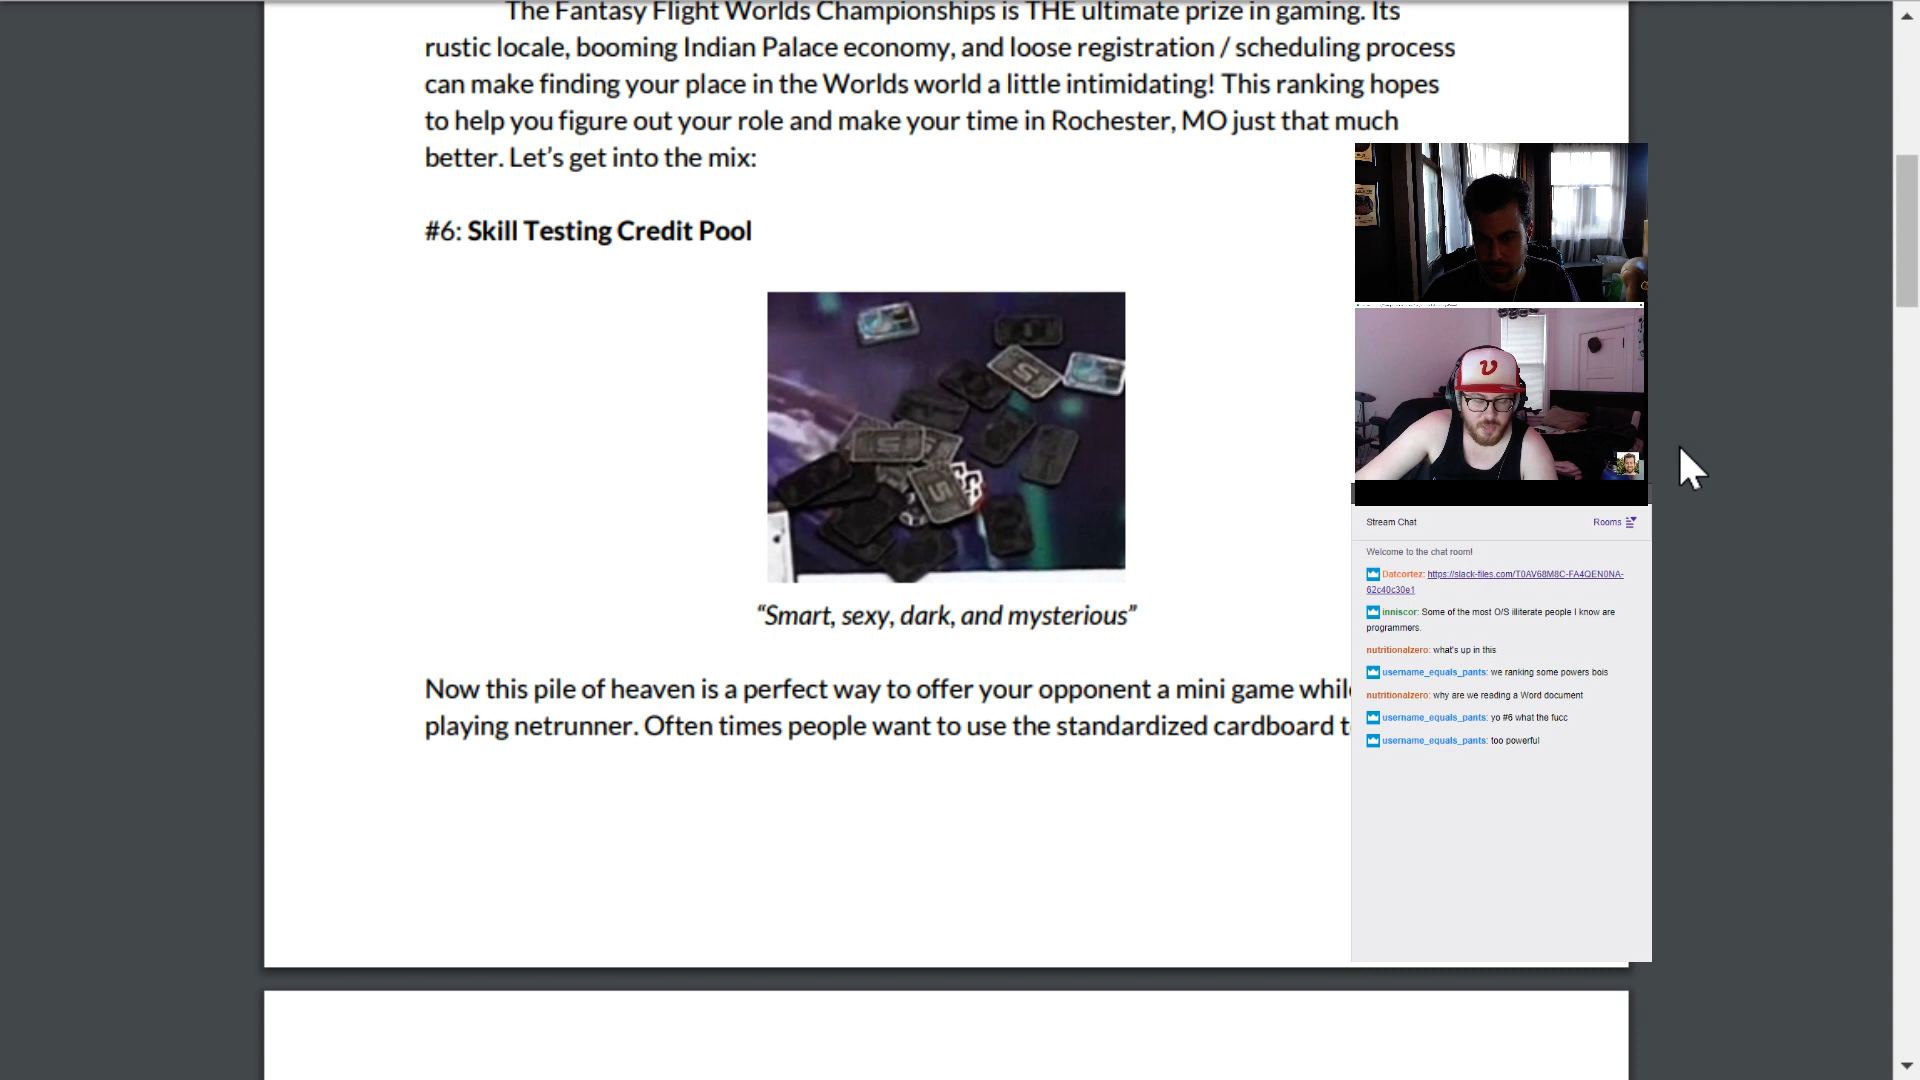 The Fantasy Flight Worlds Championships is THE ultimate prize in gaming. Its
rustic locale, booming Indian Palace economy, and loose registration / scheduling process
can make finding your place in the Worlds world a little intimidating! This ranking hopes
to help you figure out your role and make your time in Rochester, MO just that much
better. Let’s get into the mix:
#6: Skill Testing Credit Pool
5
5
5
“Smart, sexy, dark, and mysterious”
Now this pile of heaven is a perfect way to offer your opponent a mini game
playing netrunner. Often times people want to use the standardized cardboard
Stream Chat
Rooms
Welcome to the chat room!
Datcortez: https://slack-files.com/T0AV68M8C-FA4QEN0NA-
62c40c30e1
inniscor: Some of the most O/S illiterate people I know are
programmers.
nutritionalzero: what's up in this
username_equals_pants: we ranking some powers bois
nutritionalzero: why are we reading a Word document
username_equals_pants: yo #6 what the fucc
username_equals_pants: too powerful